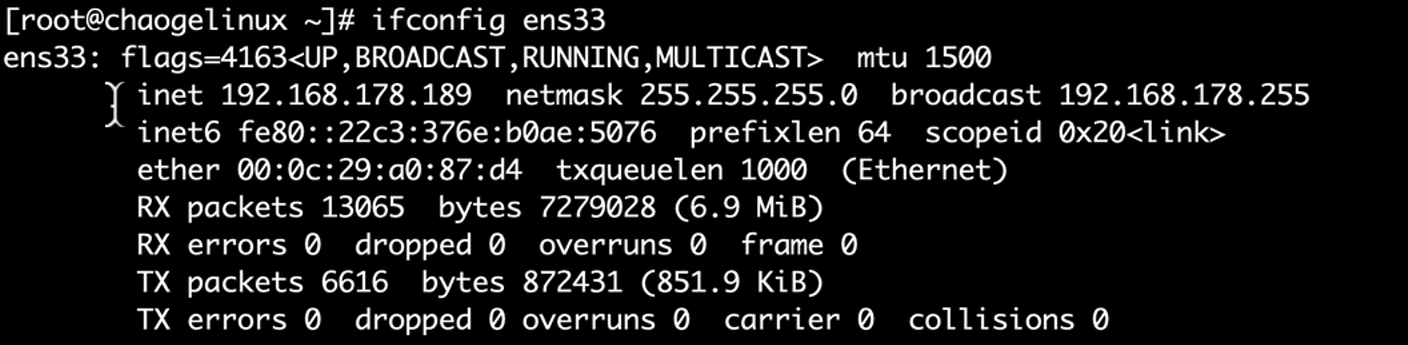 [root@chaogelinux ~]# ifconfig ens33
ens33: flags=4163<UP,BROADCAST,RUNNING,MULTICAST>  mtu 1500
        inet 192.168.178.189  netmask 255.255.255.0  broadcast 192.168.178.255
        inet6 fe80::22c3:376e:b0ae:5076  prefixlen 64  scopeid 0x20<link>
        ether 00:0c:29:a0:87:d4  txqueuelen 1000  (Ethernet)
        RX packets 13065  bytes 7279028 (6.9 MiB)
        RX errors 0  dropped 0  overruns 0  frame 0
        TX packets 6616  bytes 872431 (851.9 KiB)
        TX errors 0  dropped 0 overruns 0  carrier 0  collisions 0